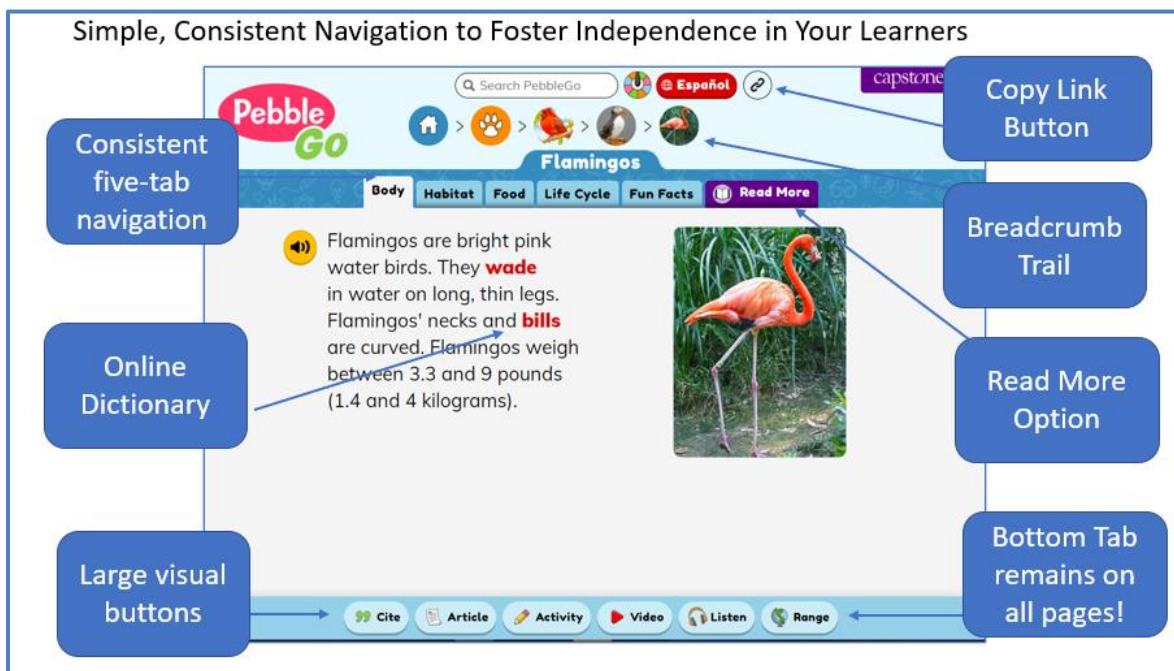 Simple, Consistent Navigation to Foster Independence in Your Learners
Search PebbleGo
Español
capstone
Pebble
GO
Copy Link
Button
Consistent
five-tab
navigation
Flamingos
Body
Habitat
Food
Life Cycle
Fun Facts
Read More
Breadcrumb
Trail
Flamingos are bright pink
water birds. They wade
in water on long, thin legs.
Flamingos' necks and bills
are curved. Flamingos weigh
between 3.3 and 9 pounds
(1.4 and 4 kilograms).
Online
Dictionary
Read More
Option
Large visual
buttons
Bottom Tab
remains on
all pages!
Cite
Article
Activity
Video
Listen
Range